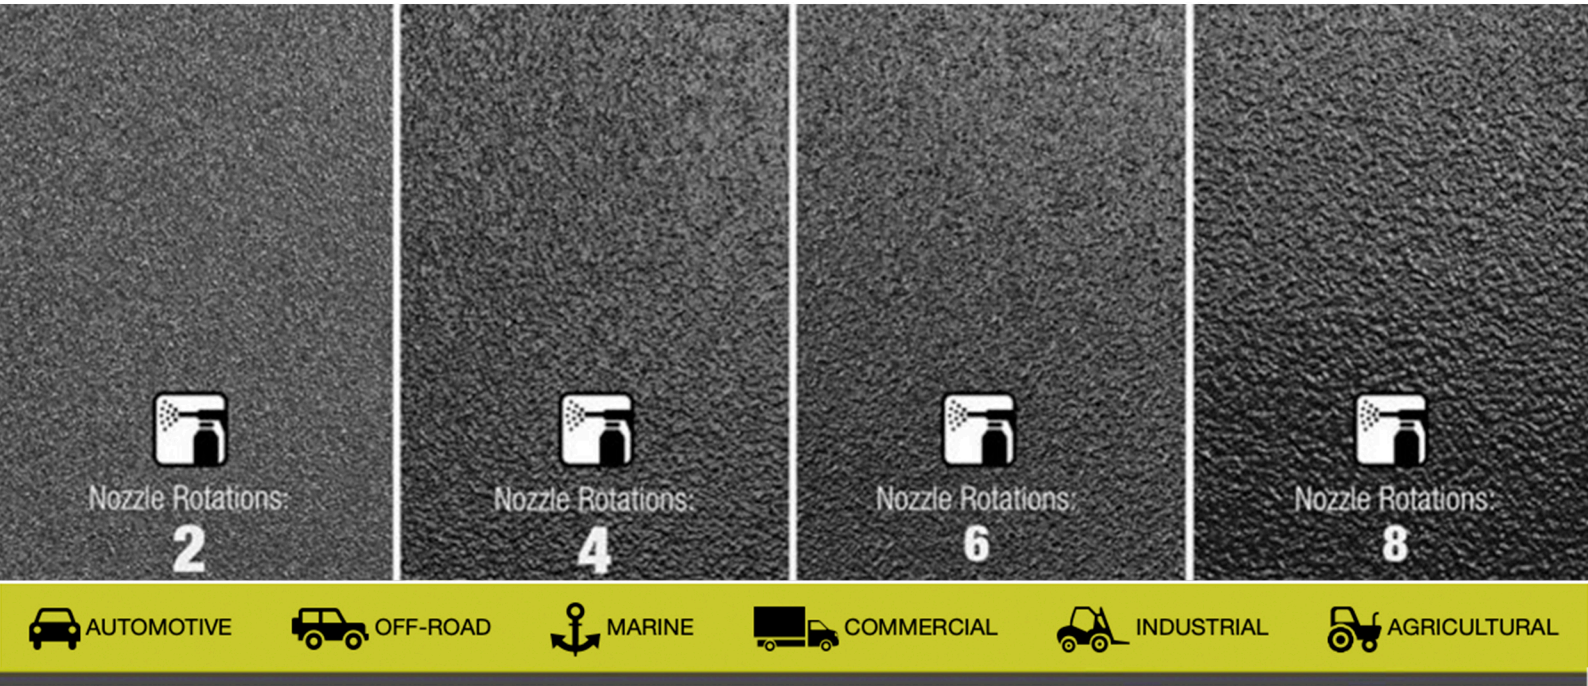 Nozzle Rotations:
2
Nozzle Rotations:
4
Nozzle Rotations:
6
Nozzle Rotations:
8
AUTOMOTIVE
OFF-ROAD
MARINE
COMMERCIAL
INDUSTRIAL
AGRICULTURAL